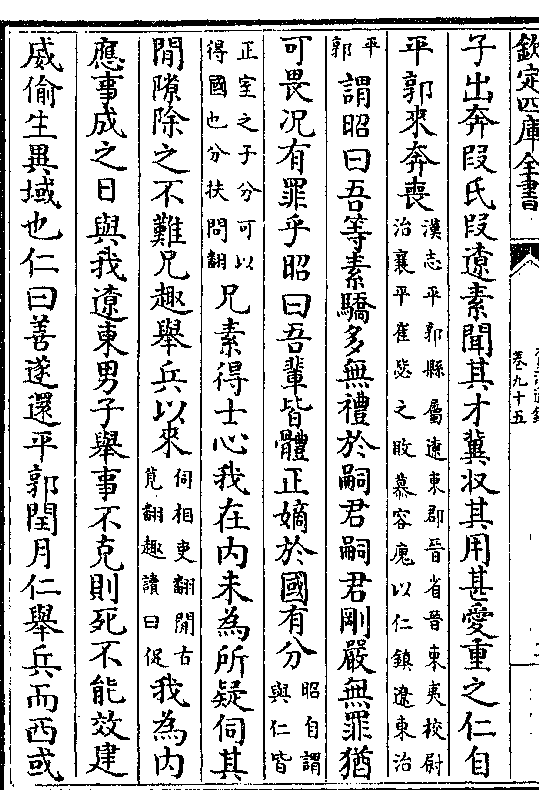 欽定四庫全書
卷九十五
子出奔叚氏叚遼素聞其才冀収其用甚愛重之仁自
平郭來奔喪漢志平郭縣屬遼東郡晉省晉東夷校尉治襄平崔毖之敗慕容廆以仁鎮遼東治
平郭謂昭曰吾等素驕多無禮於嗣君嗣君剛嚴無罪猶
可畏况有罪乎昭曰吾輩皆體正嫡於國有分昭自謂與仁皆
正室之子分可以得國也分扶問翻兄素得士心我在内未為所疑伺其
間隙除之不難兄趣舉兵以來伺相吏翻間古莧翻趣讀曰促我為内
應事成之日與我遼東男子舉事不克則死不能效建
威偷生異域也仁曰善遂還平郭閏月仁舉兵而西或